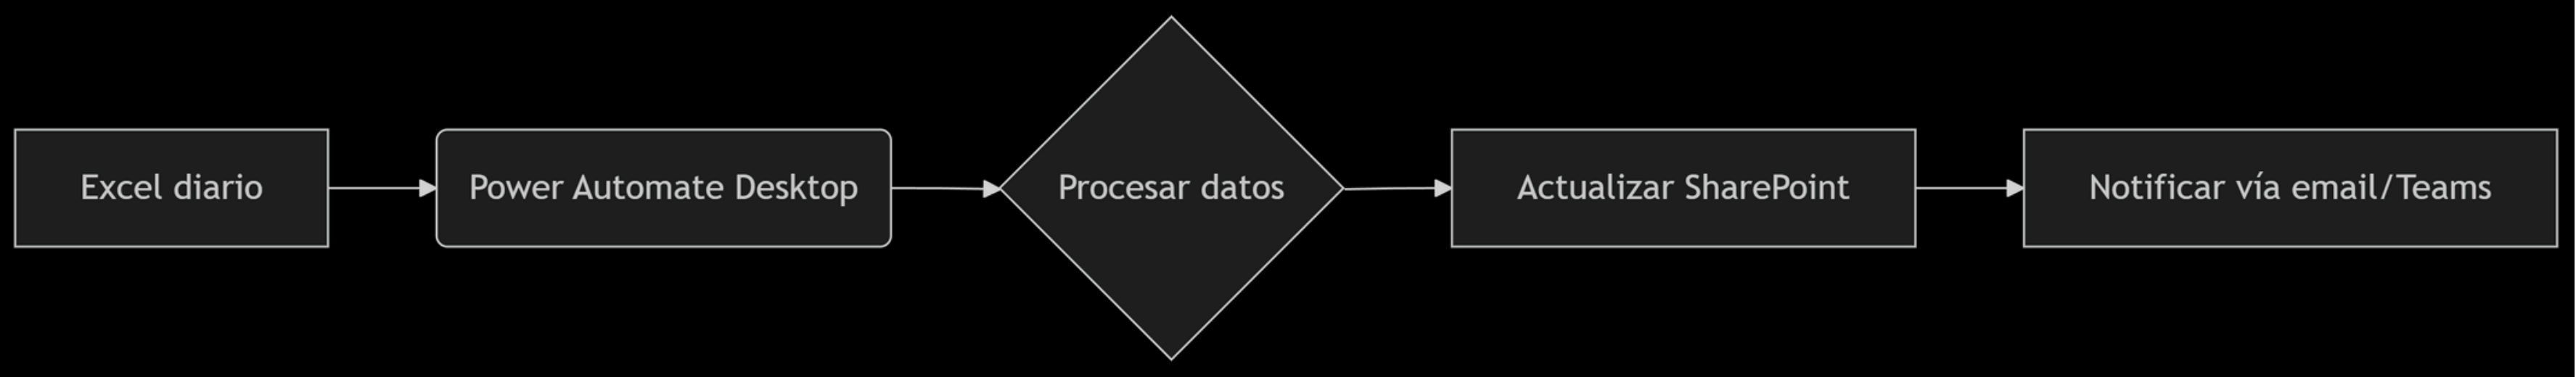 Excel diario
Power Automate Desktop
Procesar datos
Actualizar SharePoint
Notificar vía email/Teams